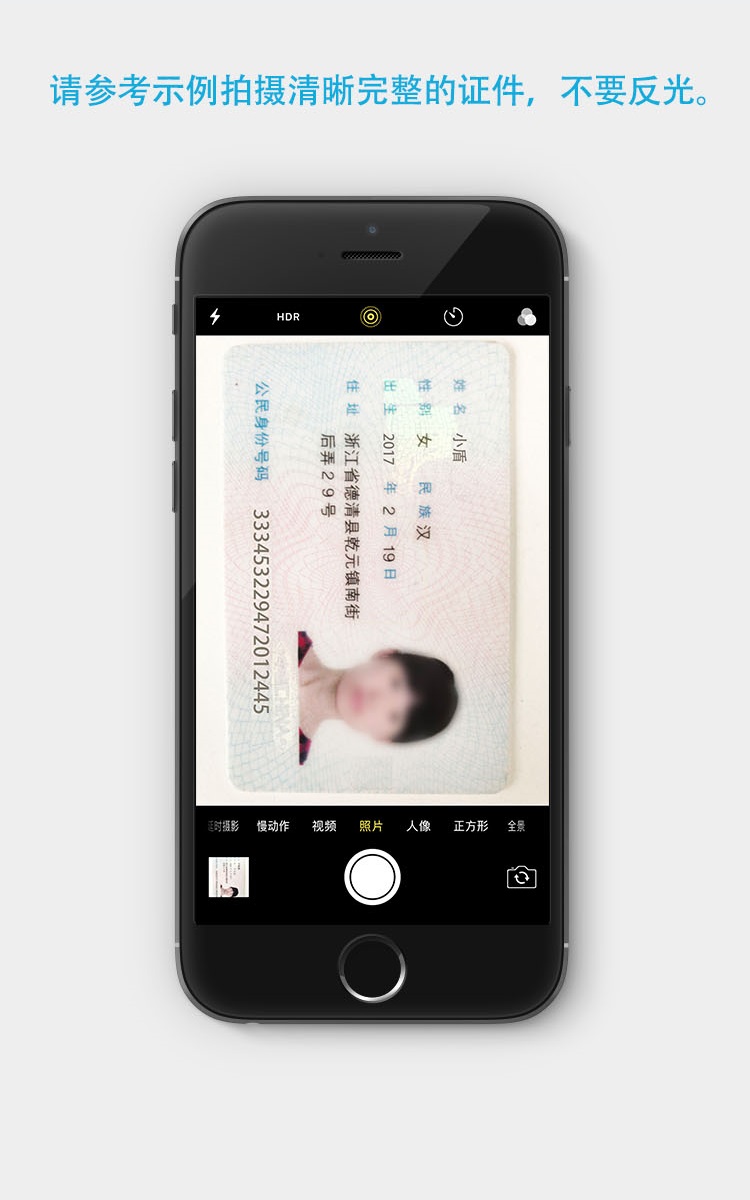 请参考示例拍摄清晰完整的证件，不要反光。
HDR
姓名 小盾
性别 女 民族 汉
出生 2017 年 2 月 19 日
住址 浙江省德清县乾元镇南街
后弄29号
公民身份号码 333453229472012445
延时摄影 慢动作 视频 照片 人像 正方形 全景